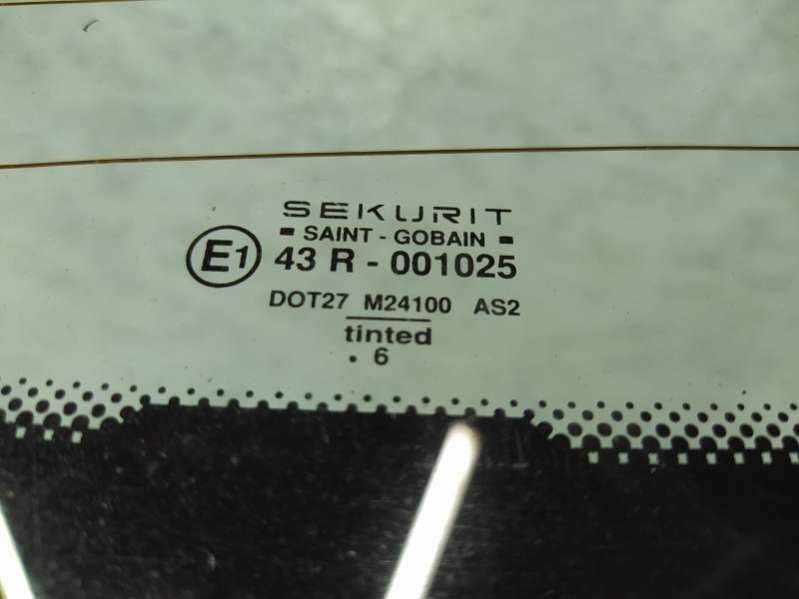 SEKURIT
SAINT - GOBAIN
E1 43 R - 001025
DOT27 M24100 AS2
tinted
. 6